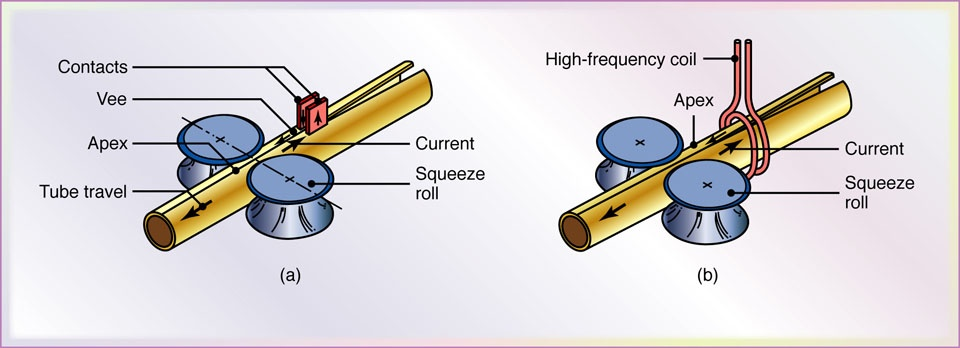 Contacts
Vee
Apex
Tube travel
Current
Squeeze
roll
(a)
High-frequency coil
Apex
Current
Squeeze
roll
(b)